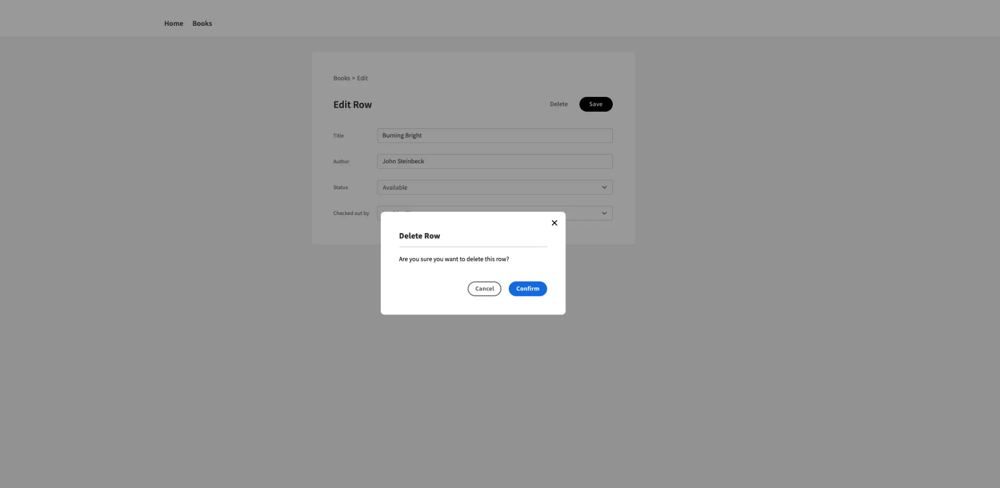 Home Books
Books > Edit
Edit Row
Delete Save
Title Burning Bright
Author John Steinbeck
Status Available
Checked out by
Delete Row
Are you sure you want to delete this row?
Cancel Confirm